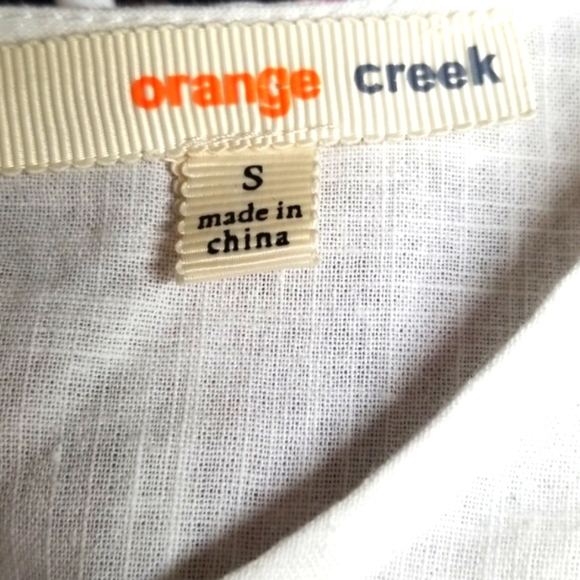 orange creek
S
made in
china